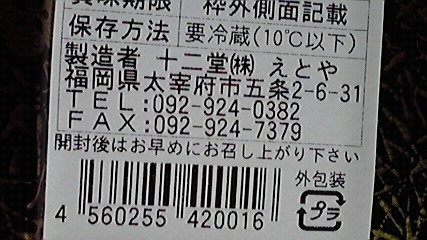 賞味期限 枠外側面記載
保存方法 要冷蔵(10℃以下)
製造者 十二堂㈱ えとや
福岡県太宰府市五条2-6-31
TEL:092-924-0382
FAX:092-924-7379
開封後はお早めにお召し上がり下さい
外包装
プラ
4 560255 420016